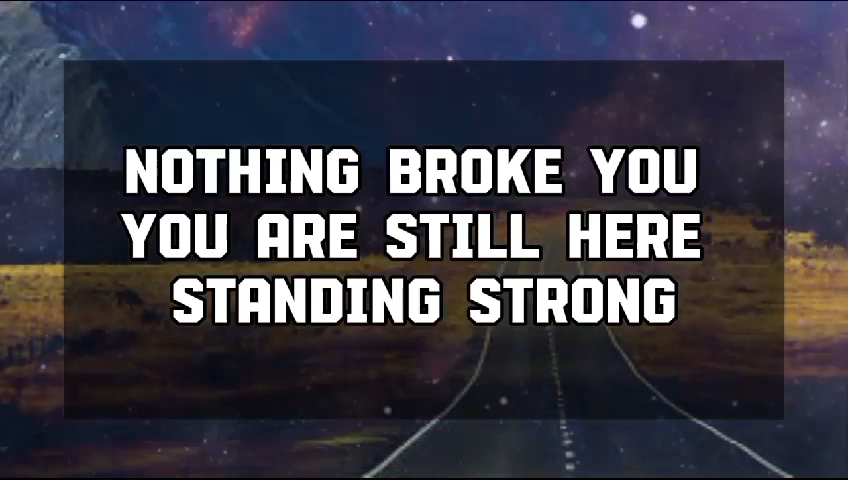 NOTHING BROKE YOU
YOU ARE STILL HERE
STANDING STRONG